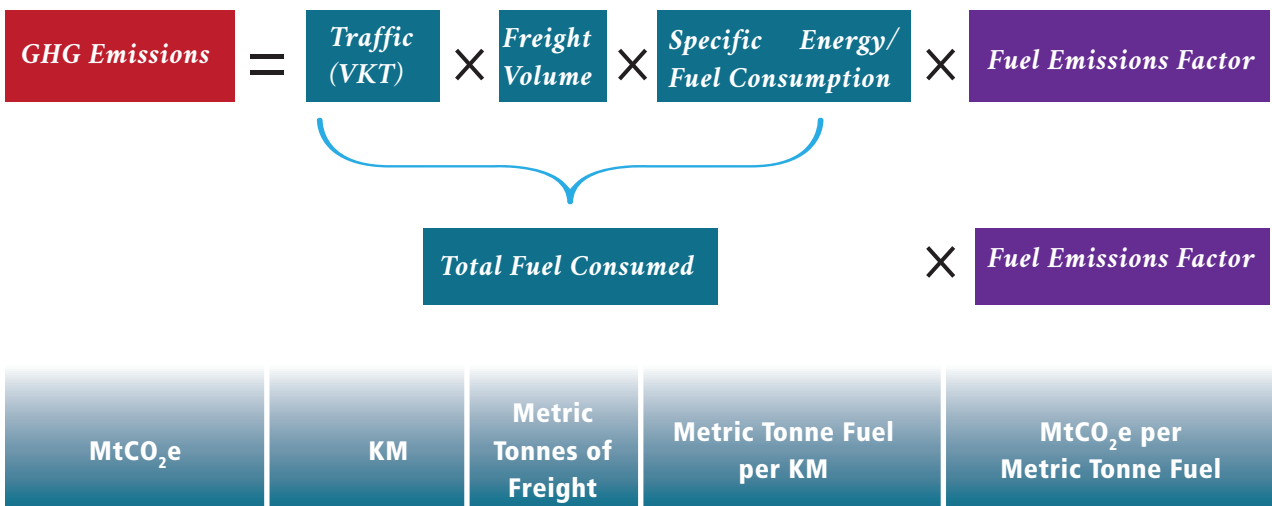 GHG Emissions
=
Traffic
(VKT)
×
Freight
Volume
×
Specific Energy/
Fuel Consumption
×
Fuel Emissions Factor
Total Fuel Consumed
×
Fuel Emissions Factor
MtCO₂e
KM
Metric
Tonnes of
Freight
Metric Tonne Fuel
per KM
MtCO₂e per
Metric Tonne Fuel